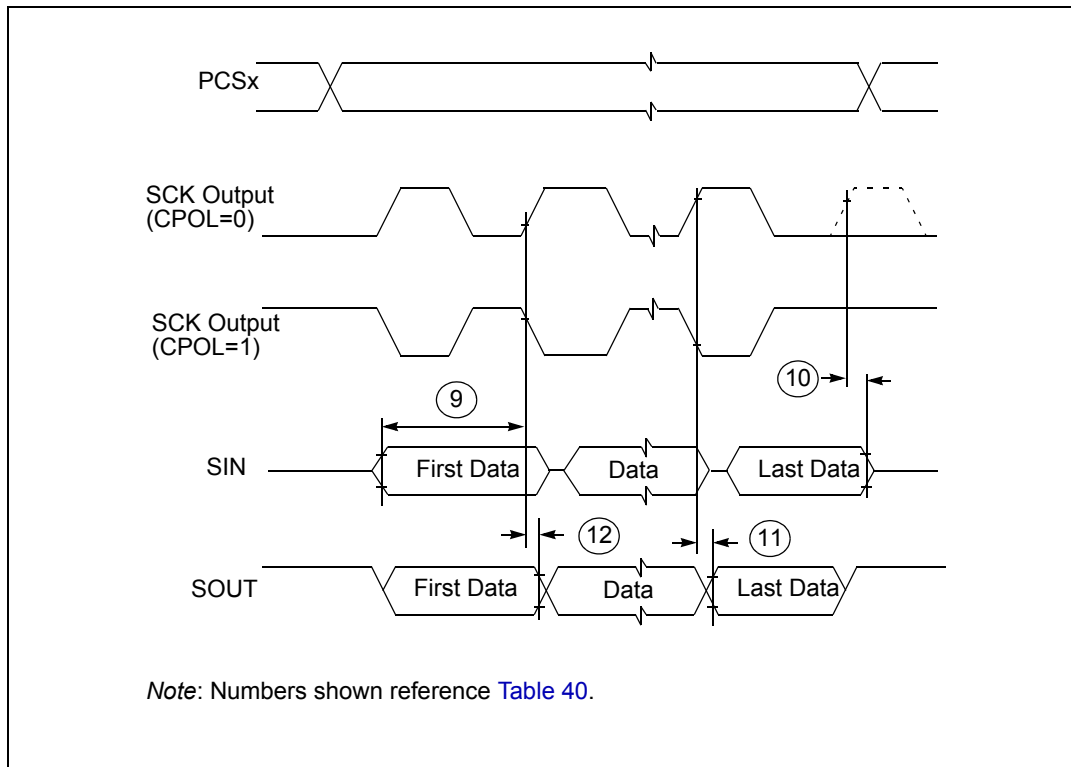 PCSx
SCK Output
(CPOL=0)
SCK Output
(CPOL=1)
10
9
SIN
First Data
Data
Last Data
12
11
SOUT
First Data
Data
Last Data
Note: Numbers shown reference Table 40.